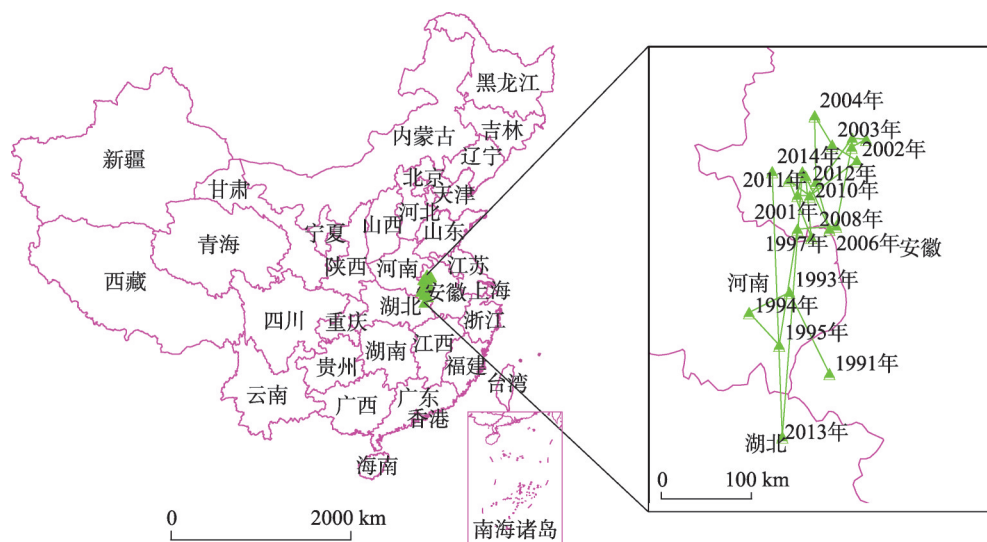 黑龙江
内蒙古
吉林
新疆
辽宁
北京
天津
甘肃
河北
山西
山东
宁夏
青海
陕西
河南
江苏
西藏
安徽
上海
湖北
四川
重庆
浙江
湖南
江西
贵州
福建
云南
台湾
广西
广东
香港
海南
南海诸岛
0 2000 km
2004年
2003年
2002年
2014年
2012年
2011年
2010年
2001年
2008年
1997年
2006年
安徽
1993年
河南
1994年
1995年
1991年
2013年
湖北
0 100 km